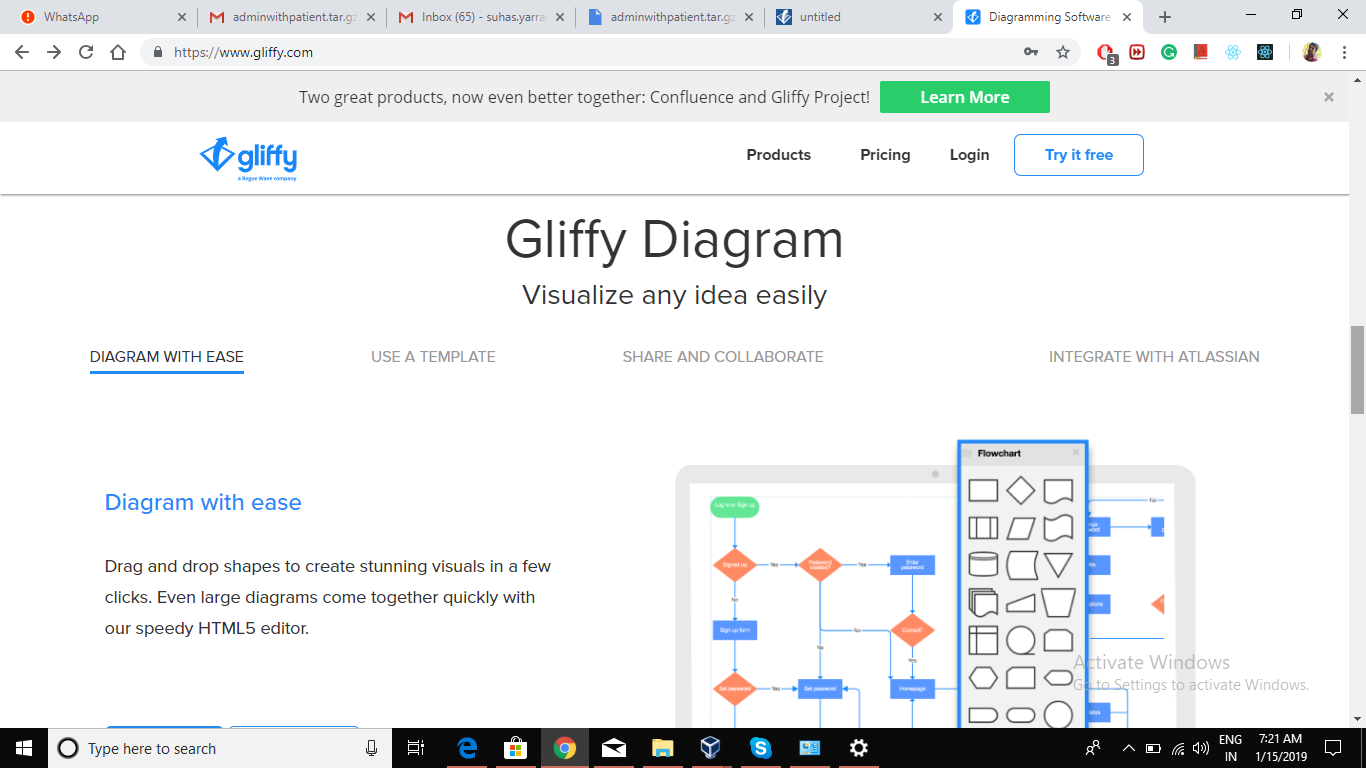 WhatsApp
adminwithpatient.tar.gz
Inbox (65) - suhas.yarra
adminwithpatient.tar.gz
untitled
Diagramming Software
https://www.gliffy.com
3
Two great products, now even better together: Confluence and Gliffy Project!
Learn More
gliffy
a Rogue Wave company
Products
Pricing
Login
Try it free
Gliffy Diagram
Visualize any idea easily
DIAGRAM WITH EASE
USE A TEMPLATE
SHARE AND COLLABORATE
INTEGRATE WITH ATLASSIAN
Diagram with ease
Drag and drop shapes to create stunning visuals in a few
clicks. Even large diagrams come together quickly with
our speedy HTML5 editor.
Flowchart
Log in or Sign up
No
Signed up
Yes
Password
created?
Yes
Enter
password
No
Sign up form
No
No
Correct?
Yes
Set password
Yes
Set password
Homepage
Activate Windows
Go to Settings to activate Windows.
Type here to search
ENG
IN
7:21 AM
1/15/2019